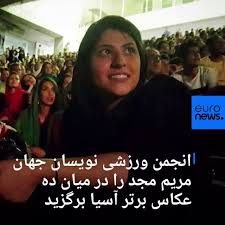 euro
news.
انجمن ورزشی نویسان جهان
مریم مجد را در میان ده
عکاس برتر آسیا برگزید